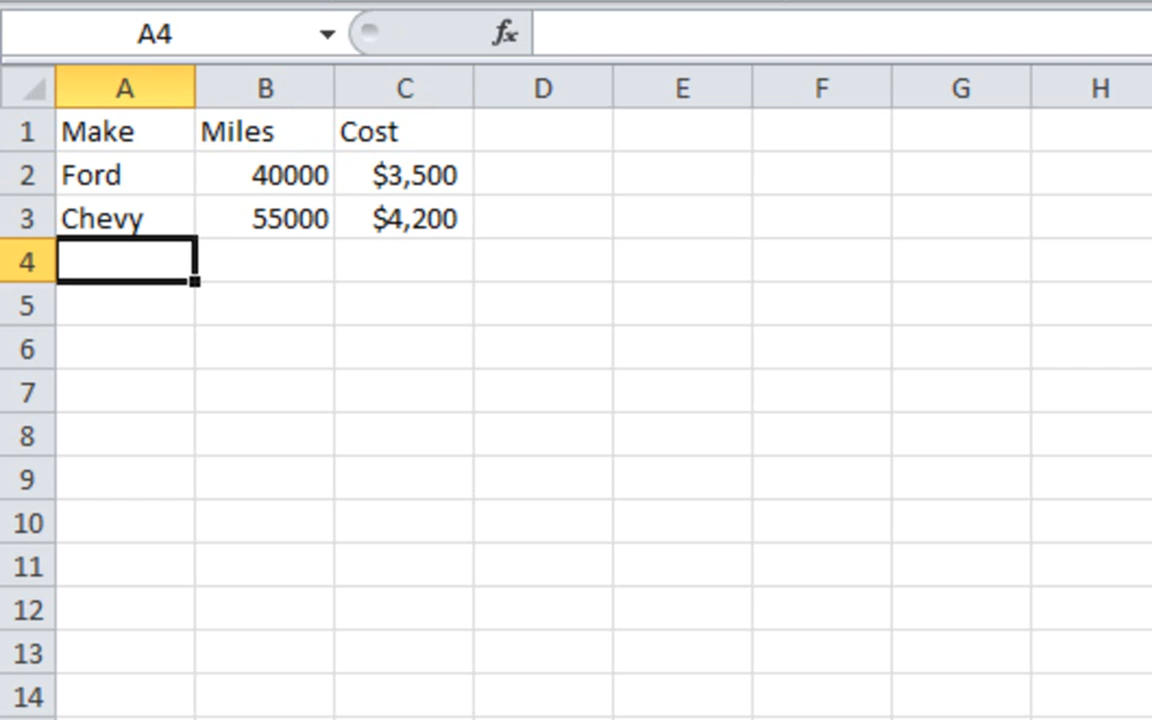 A4 fx
A B C D E F G H
1 Make Miles Cost
2 Ford 40000 $3,500
3 Chevy 55000 $4,200
4
5
6
7
8
9
10
11
12
13
14